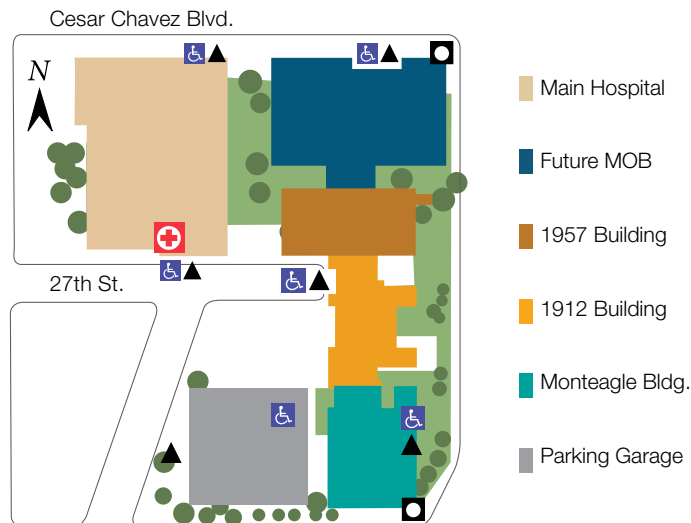 Cesar Chavez Blvd.
N
27th St.
Main Hospital
Future MOB
1957 Building
1912 Building
Monteagle Bldg.
Parking Garage